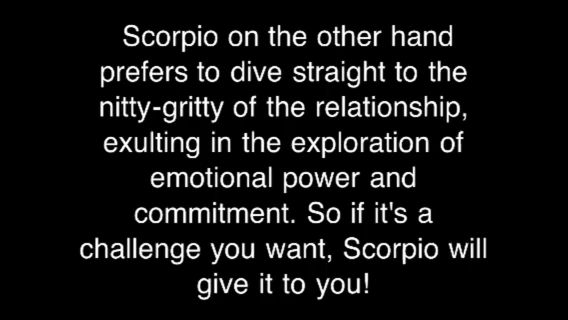 Scorpio on the other hand
prefers to dive straight to the
nitty-gritty of the relationship,
exulting in the exploration of
emotional power and
commitment. So if it's a
challenge you want, Scorpio will
give it to you!